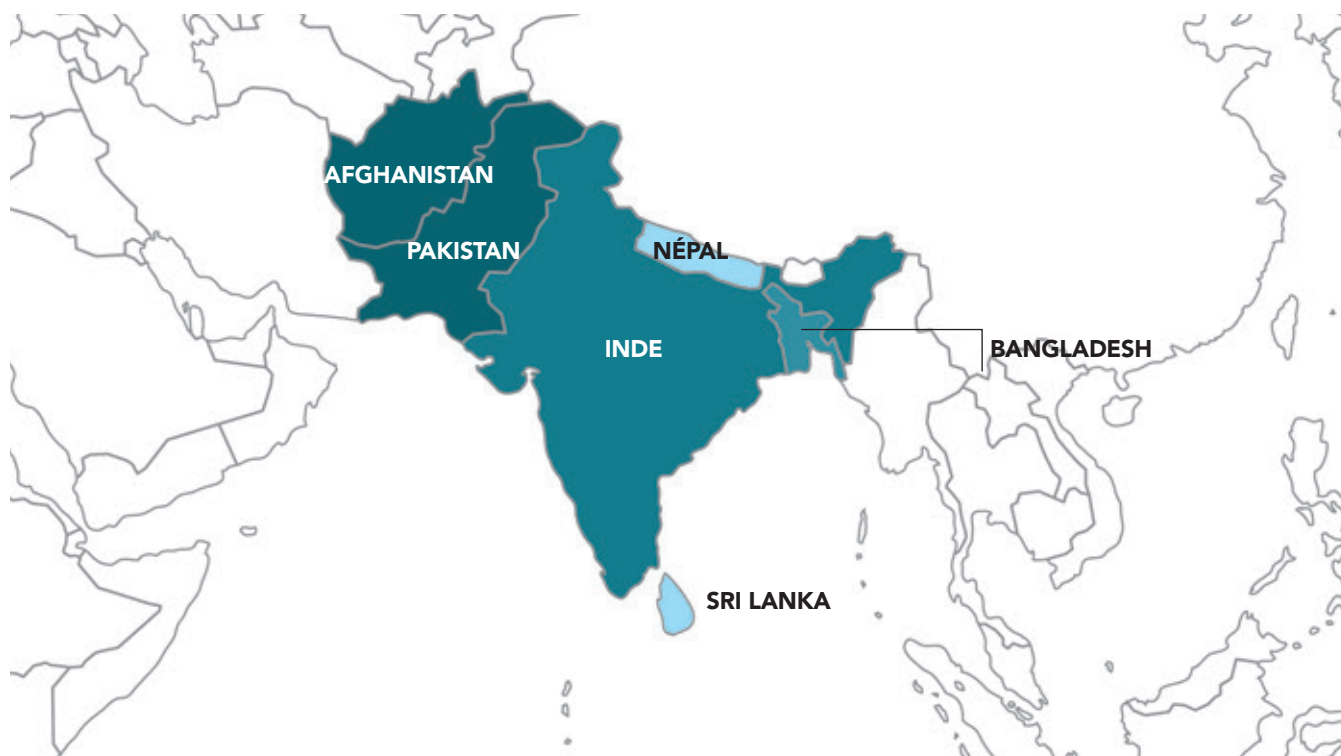 AFGHANISTAN
PAKISTAN
NÉPAL
INDE
BANGLADESH
SRI LANKA